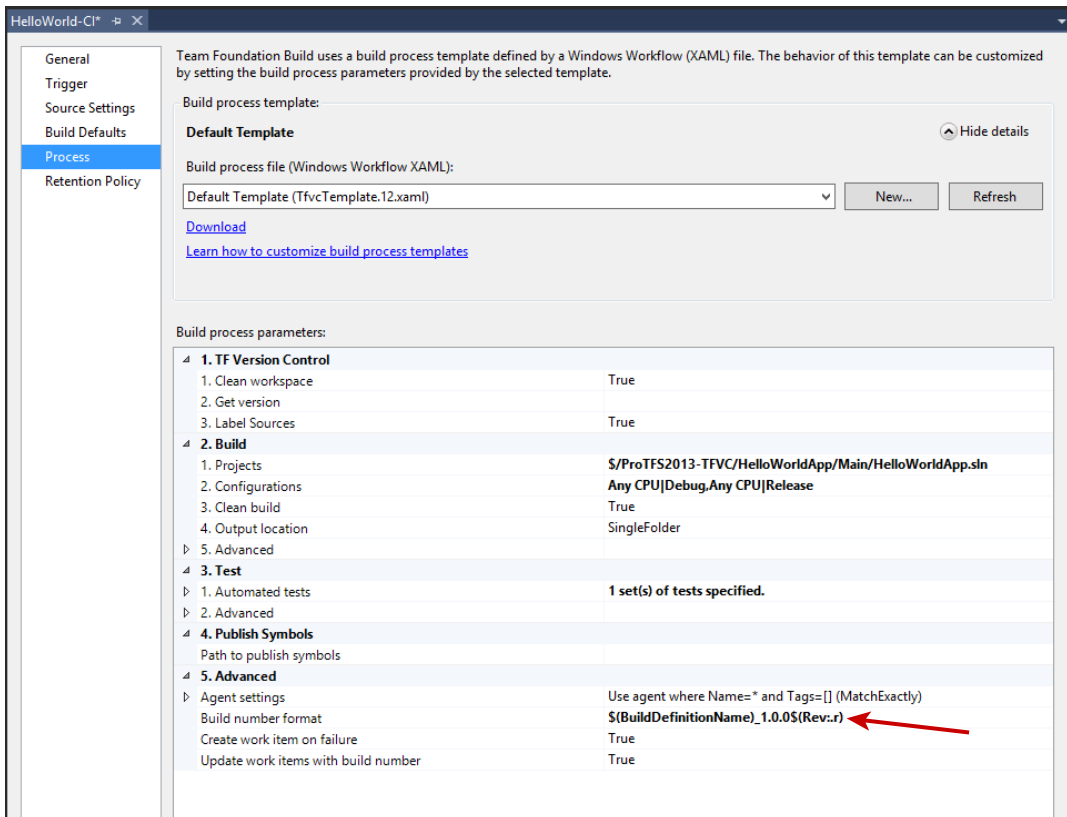 HelloWorld-CI*
General
Trigger
Source Settings
Build Defaults
Process
Retention Policy
Team Foundation Build uses a build process template defined by a Windows Workflow (XAML) file. The behavior of this template can be customized
by setting the build process parameters provided by the selected template.
Build process template:
Default Template
Hide details
Build process file (Windows Workflow XAML):
Default Template (TfvcTemplate.12.xaml)
New...
Refresh
Download
Learn how to customize build process templates
Build process parameters:
1. TF Version Control
1. Clean workspace True
2. Get version
3. Label Sources True
2. Build
1. Projects $/ProTFS2013-TFVC/HelloWorldApp/Main/HelloWorldApp.sln
2. Configurations Any CPU|Debug,Any CPU|Release
3. Clean build True
4. Output location SingleFolder
5. Advanced
3. Test
1. Automated tests 1 set(s) of tests specified.
2. Advanced
4. Publish Symbols
Path to publish symbols
5. Advanced
Agent settings Use agent where Name=* and Tags=[] (MatchExactly)
Build number format $(BuildDefinitionName)_1.0.0$(Rev:.r)
Create work item on failure True
Update work items with build number True